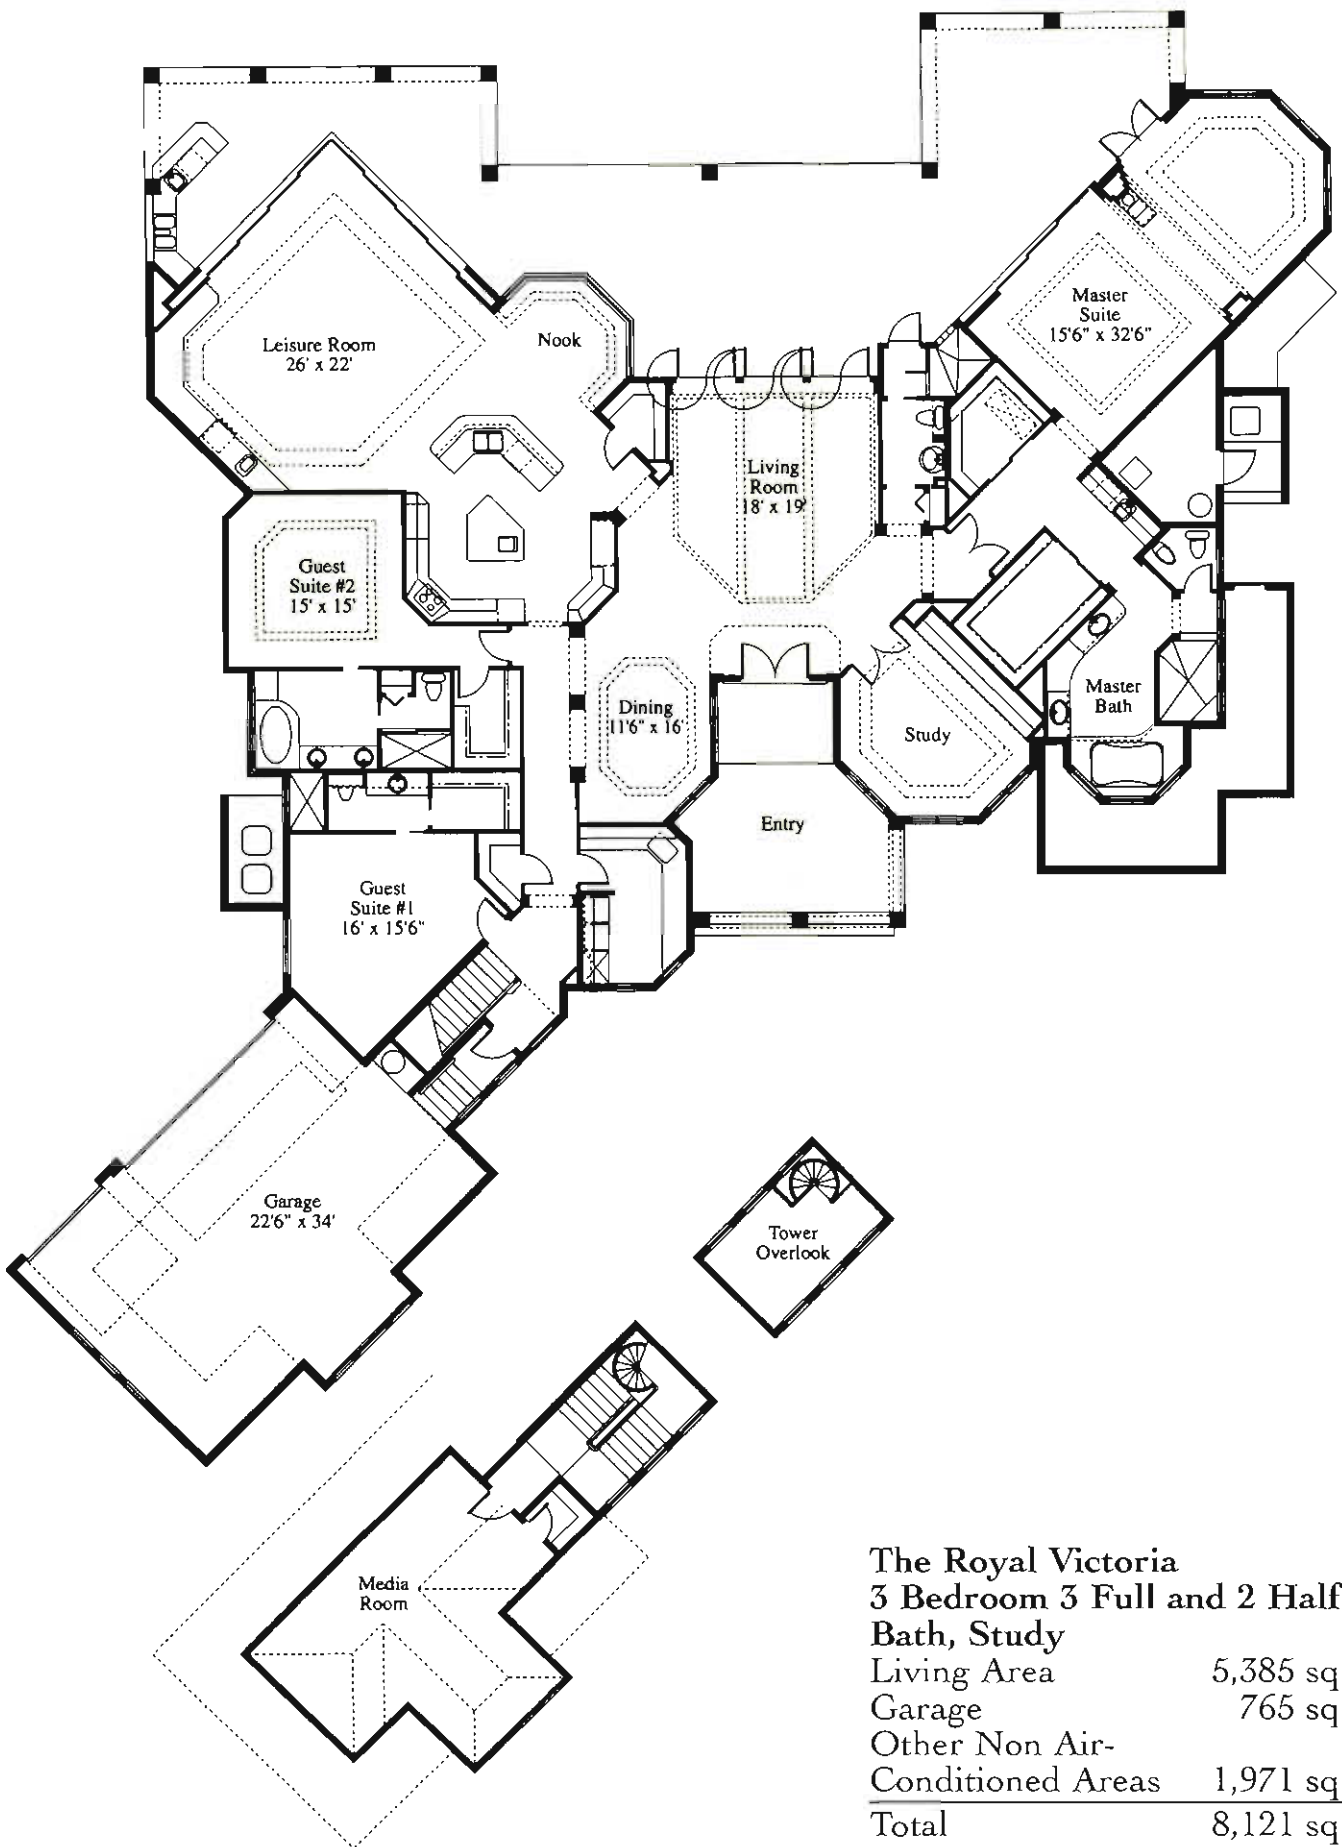 Leisure Room
26' x 22'
Nook
Master
Suite
15'6" x 32'6"
Living
Room
18' x 19'
Guest
Suite #2
15' x 15'
Dining
11'6" x 16'
Master
Bath
Study
Entry
Guest
Suite #1
16' x 15'6"
Garage
22'6" x 34'
Tower
Overlook
Media
Room
The Royal Victoria
3 Bedroom 3 Full and 2 Half
Bath, Study
Living Area 5,385 sq
Garage 765 sq
Other Non Air-
Conditioned Areas 1,971 sq
Total 8,121 sq